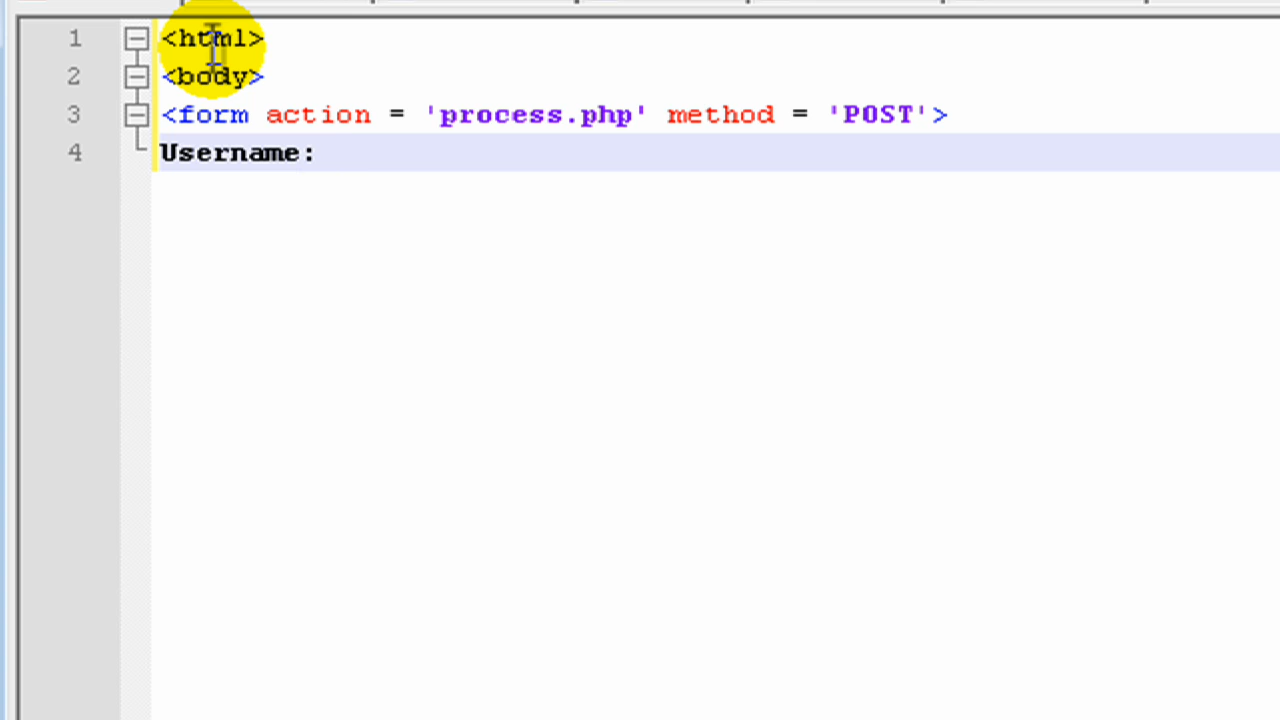 1 <html>
2 <body>
3 <form action = 'process.php' method = 'POST'>
4 Username: